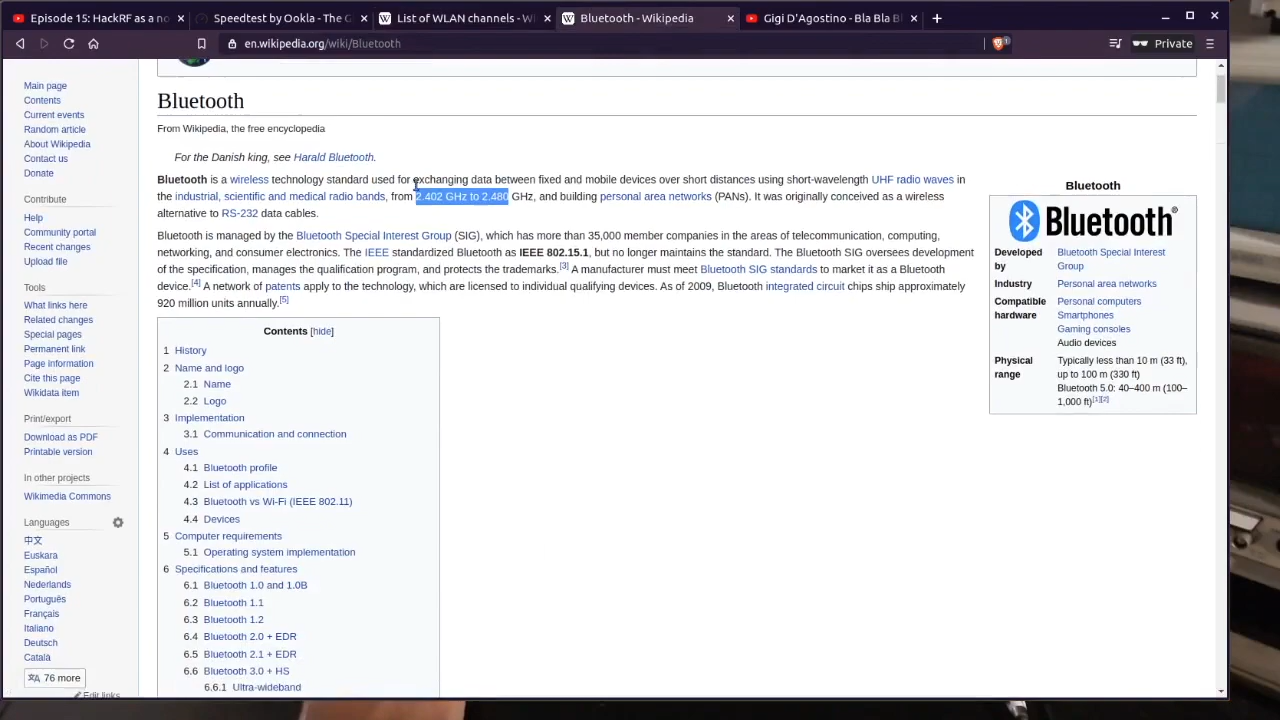 Episode 15: HackRF as a no
Speedtest by Ookla - The G
List of WLAN channels - Wi
Bluetooth - Wikipedia
Gigi D'Agostino - Bla Bla Bl
en.wikipedia.org/wiki/Bluetooth
1
Private
Main page
Contents
Current events
Random article
About Wikipedia
Contact us
Donate
Contribute
Help
Community portal
Recent changes
Upload file
Tools
What links here
Related changes
Special pages
Permanent link
Page information
Cite this page
Wikidata item
Print/export
Download as PDF
Printable version
In other projects
Wikimedia Commons
Languages
中文
Euskara
Español
Nederlands
Português
Français
Italiano
Deutsch
Català
76 more
Edit links
Bluetooth
From Wikipedia, the free encyclopedia
For the Danish king, see Harald Bluetooth.
Bluetooth is a wireless technology standard used for exchanging data between fixed and mobile devices over short distances using short-wavelength UHF radio waves in
the industrial, scientific and medical radio bands, from 2.402 GHz to 2.480 GHz, and building personal area networks (PANs). It was originally conceived as a wireless
alternative to RS-232 data cables.
Bluetooth is managed by the Bluetooth Special Interest Group (SIG), which has more than 35,000 member companies in the areas of telecommunication, computing,
networking, and consumer electronics. The IEEE standardized Bluetooth as IEEE 802.15.1, but no longer maintains the standard. The Bluetooth SIG oversees development
of the specification, manages the qualification program, and protects the trademarks.[3] A manufacturer must meet Bluetooth SIG standards to market it as a Bluetooth
device.[4] A network of patents apply to the technology, which are licensed to individual qualifying devices. As of 2009, Bluetooth integrated circuit chips ship approximately
920 million units annually.[5]
Contents [hide]
1 History
2 Name and logo
2.1 Name
2.2 Logo
3 Implementation
3.1 Communication and connection
4 Uses
4.1 Bluetooth profile
4.2 List of applications
4.3 Bluetooth vs Wi-Fi (IEEE 802.11)
4.4 Devices
5 Computer requirements
5.1 Operating system implementation
6 Specifications and features
6.1 Bluetooth 1.0 and 1.0B
6.2 Bluetooth 1.1
6.3 Bluetooth 1.2
6.4 Bluetooth 2.0 + EDR
6.5 Bluetooth 2.1 + EDR
6.6 Bluetooth 3.0 + HS
6.6.1 Ultra-wideband
Bluetooth
Bluetooth®
Developed by Bluetooth Special Interest
Group
Industry Personal area networks
Compatible hardware Personal computers
Smartphones
Gaming consoles
Audio devices
Physical range Typically less than 10 m (33 ft),
up to 100 m (330 ft)
Bluetooth 5.0: 40–400 m (100–
1,000 ft)[1][2]